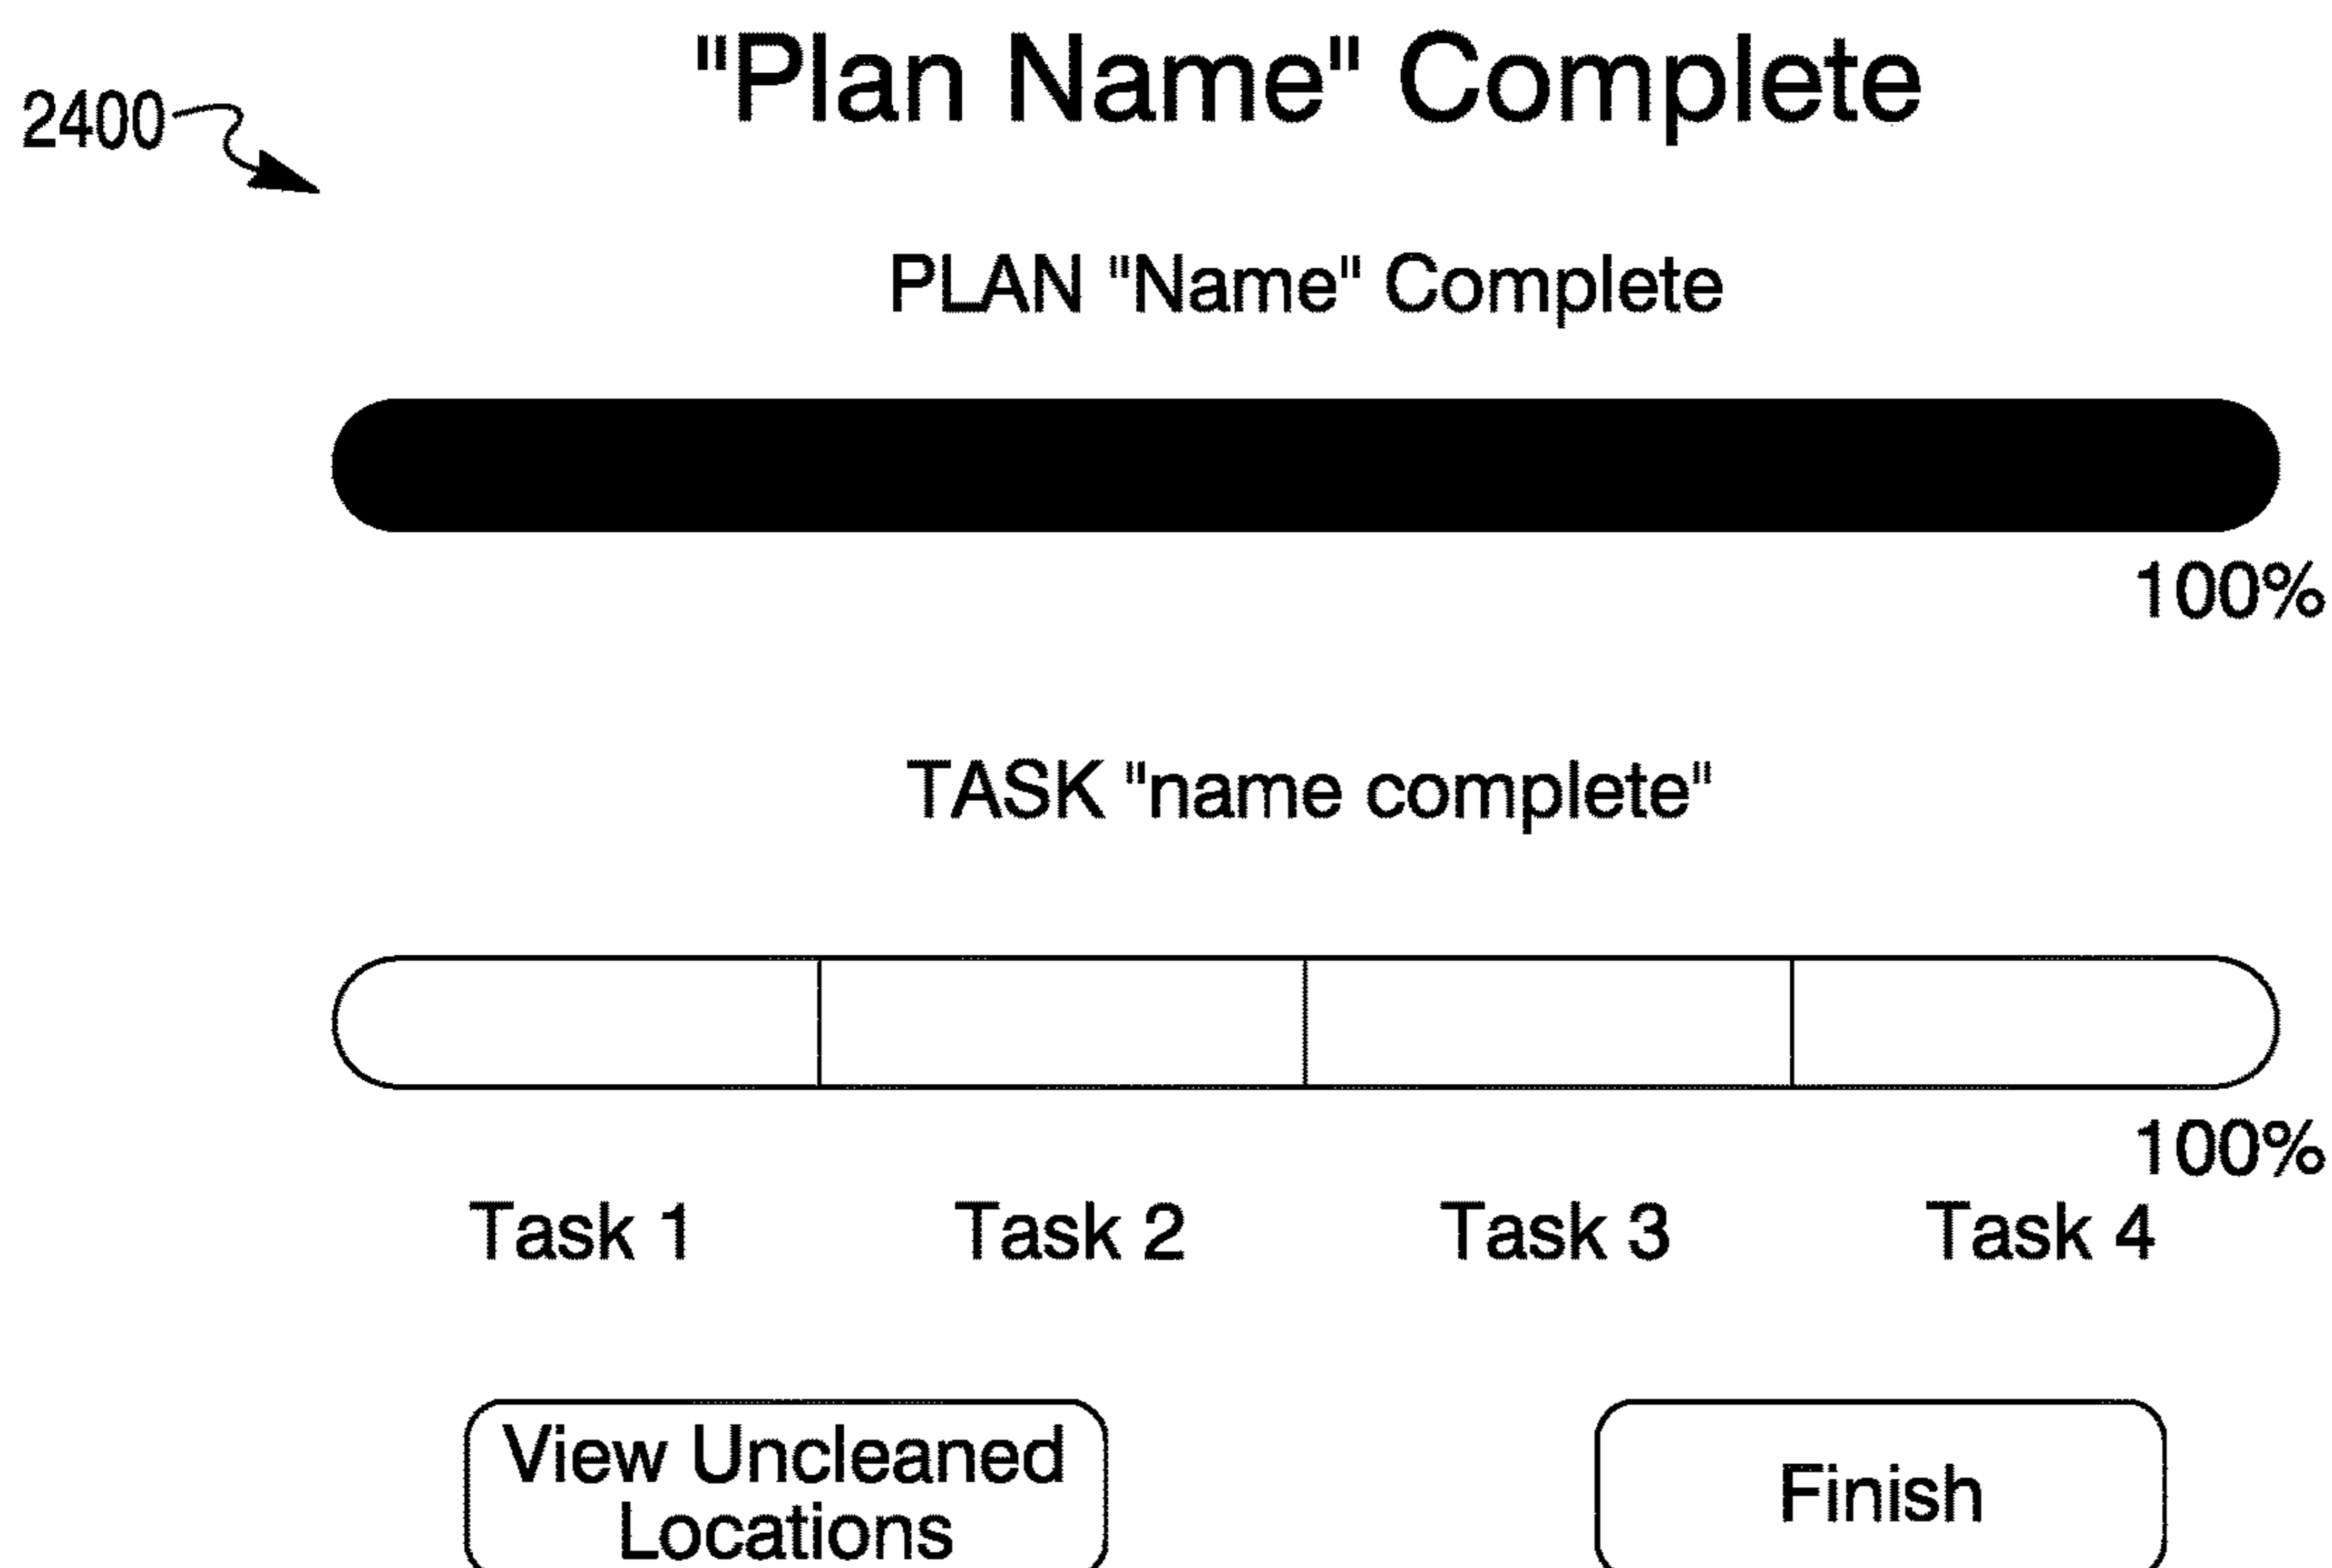 "Plan Name" Complete
2400
PLAN "Name" Complete
100%
TASK "name complete"
100%
Task 1 Task 2 Task 3 Task 4
View Uncleaned
Locations
Finish